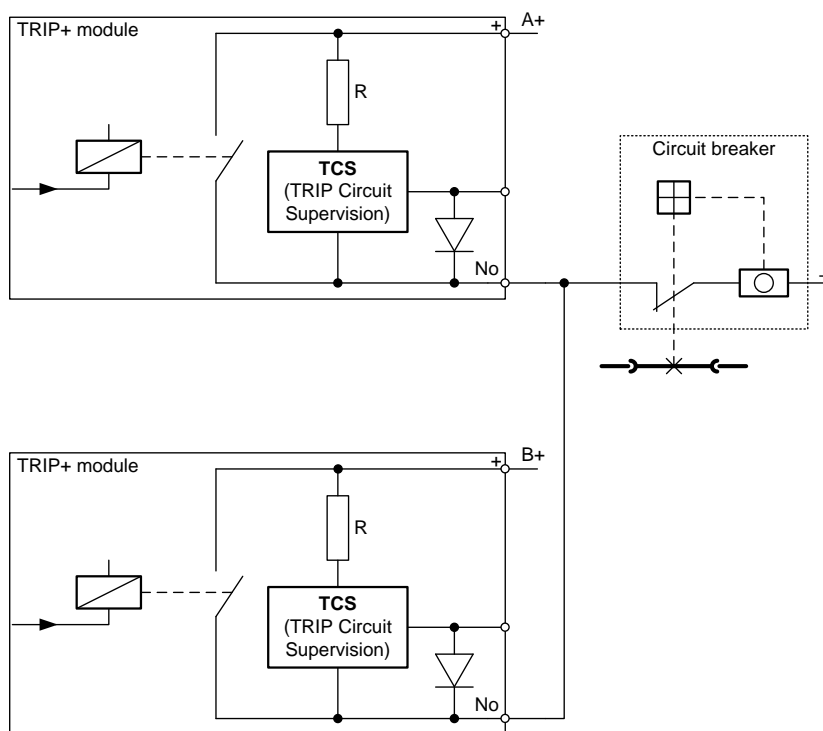 TRIP+ module
+
A+
R
TCS
(TRIP Circuit
Supervision)
No
Circuit breaker
-
TRIP+ module
+
B+
R
TCS
(TRIP Circuit
Supervision)
No